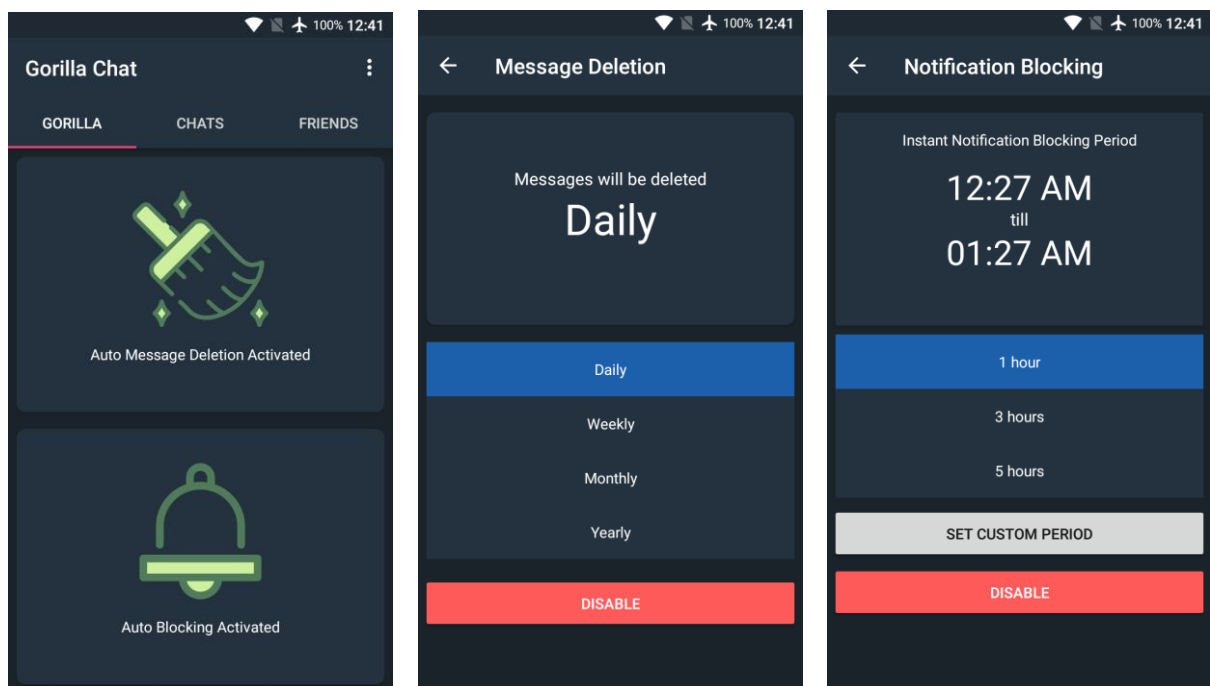 100% 12:41
Gorilla Chat
GORILLA CHATS FRIENDS
Auto Message Deletion Activated
Auto Blocking Activated
100% 12:41
Message Deletion
Messages will be deleted
Daily
Daily
Weekly
Monthly
Yearly
DISABLE
100% 12:41
Notification Blocking
Instant Notification Blocking Period
12:27 AM
till
01:27 AM
1 hour
3 hours
5 hours
SET CUSTOM PERIOD
DISABLE